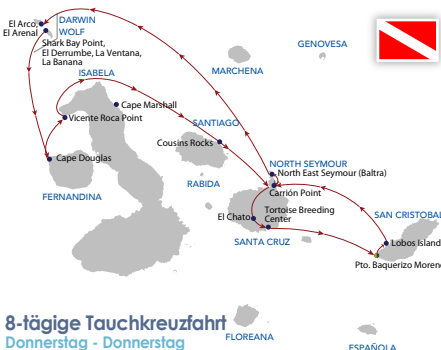 El Arco,
El Arenal
DARWIN
WOLF
Shark Bay Point,
El Derrumbe, La Ventana,
La Banana
ISABELA
MARCHENA
GENOVESA
Cape Marshall
Vicente Roca Point
SANTIAGO
Cousins Rocks
Cape Douglas
RABIDA
NORTH SEYMOUR
North East Seymour (Baltra)
Carrión Point
FERNANDINA
El Chato
Tortoise Breeding
Center
SANTA CRUZ
SAN CRISTOBAL
Lobos Island
Pto. Baquerizo Moreno
8-tägige Tauchkreuzfahrt
Donnerstag - Donnerstag
FLOREANA
ESPAÑOLA